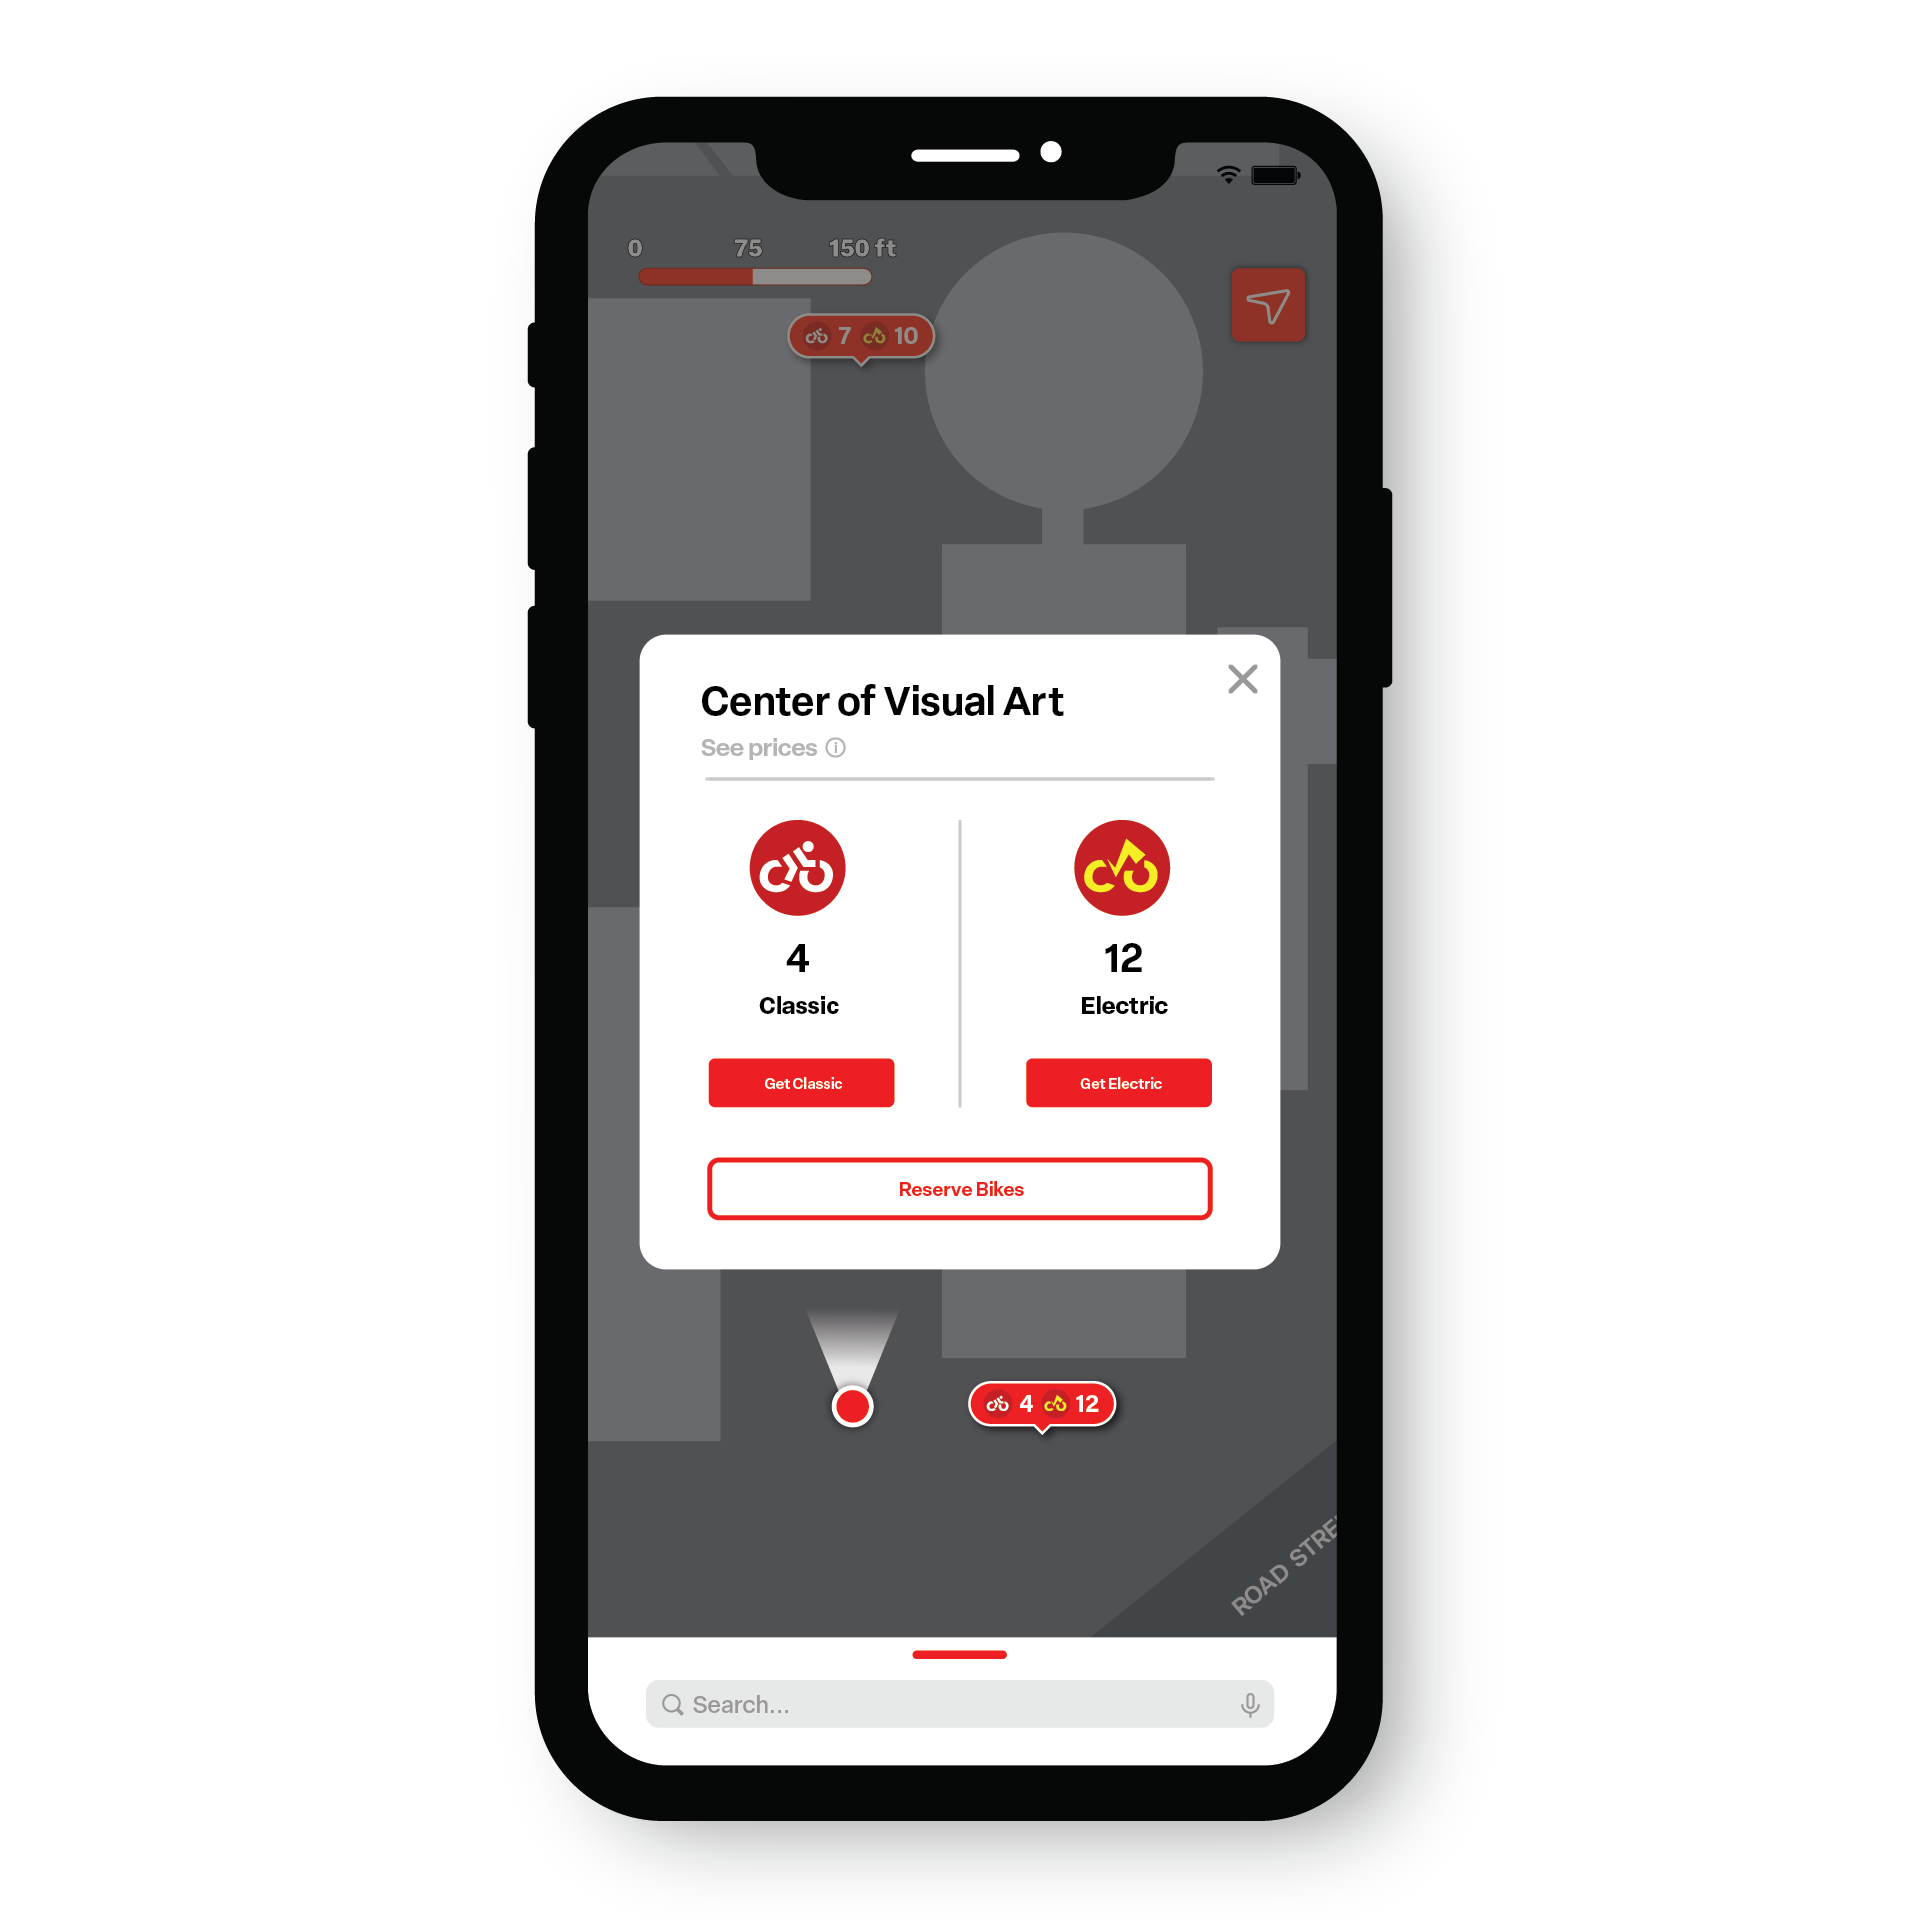 0 75 150 ft
7 10
Center of Visual Art
See prices
4 12
Classic Electric
Get Classic Get Electric
Reserve Bikes
4 12
ROAD
Search...